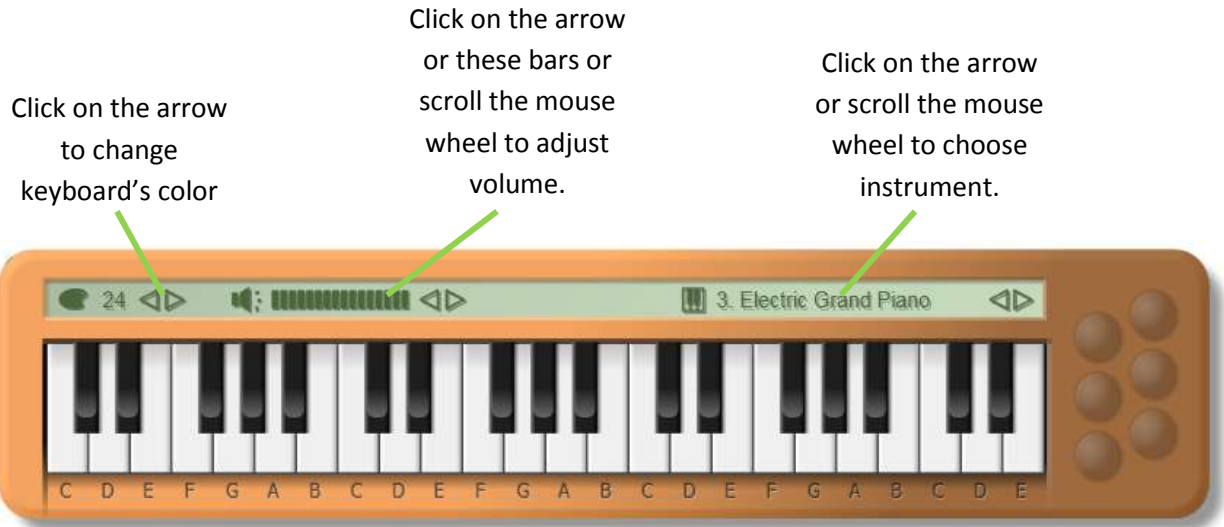 Click on the arrow
to change
keyboard's color
Click on the arrow
or these bars or
scroll the mouse
wheel to adjust
volume.
Click on the arrow
or scroll the mouse
wheel to choose
instrument.
24
3. Electric Grand Piano
C D E F G A B C D E F G A B C D E F G A B C D E